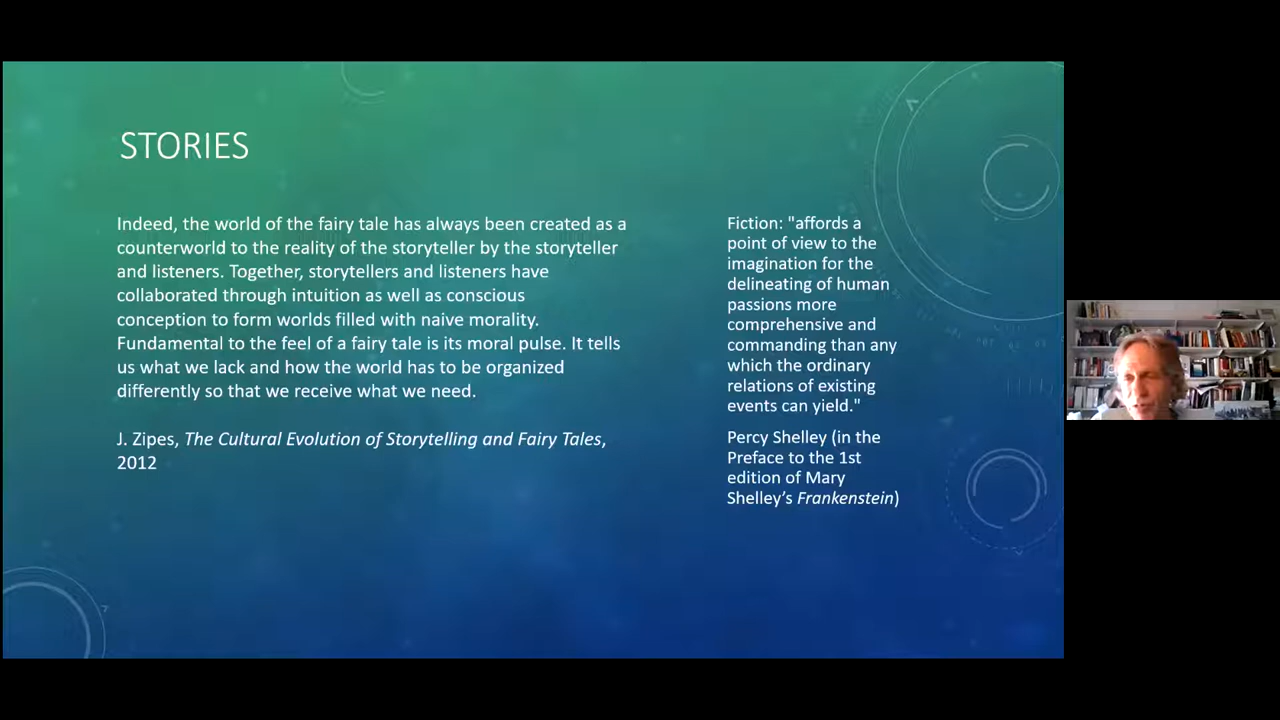 STORIES
Indeed, the world of the fairy tale has always been created as a
counterworld to the reality of the storyteller by the storyteller
and listeners. Together, storytellers and listeners have
collaborated through intuition as well as conscious
conception to form worlds filled with naive morality.
Fundamental to the feel of a fairy tale is its moral pulse. It tells
us what we lack and how the world has to be organized
differently so that we receive what we need.
J. Zipes, The Cultural Evolution of Storytelling and Fairy Tales,
2012
Fiction: "affords a
point of view to the
imagination for the
delineating of human
passions more
comprehensive and
commanding than any
which the ordinary
relations of existing
events can yield."
Percy Shelley (in the
Preface to the 1st
edition of Mary
Shelley’s Frankenstein)